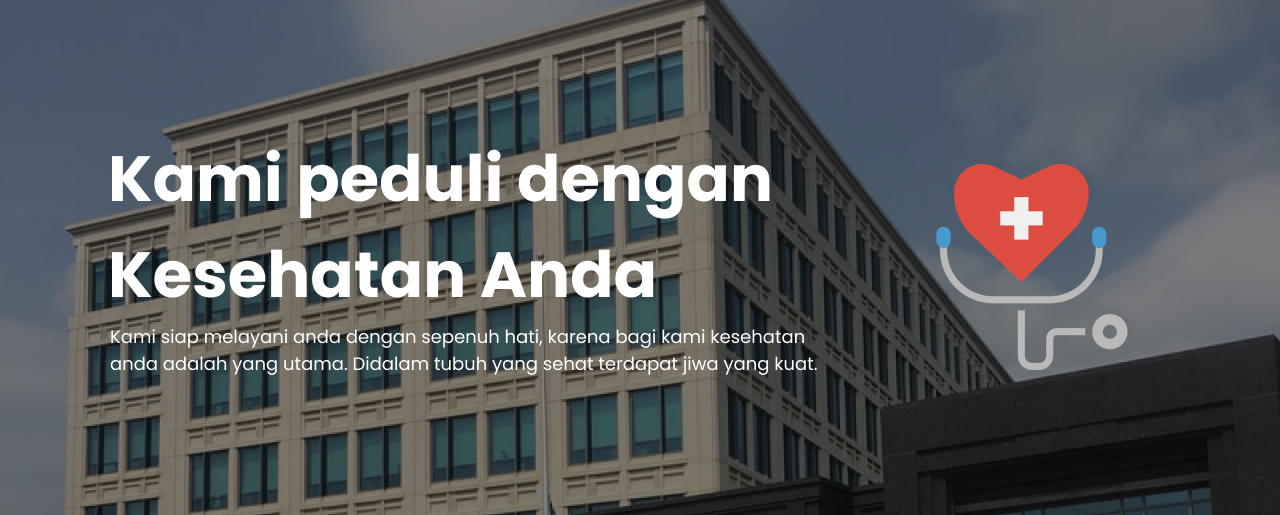 Kami peduli dengan
Kesehatan Anda
Kami siap melayani anda dengan sepenuh hati, karena bagi kami kesehatan
anda adalah yang utama. Didalam tubuh yang sehat terdapat jiwa yang kuat.